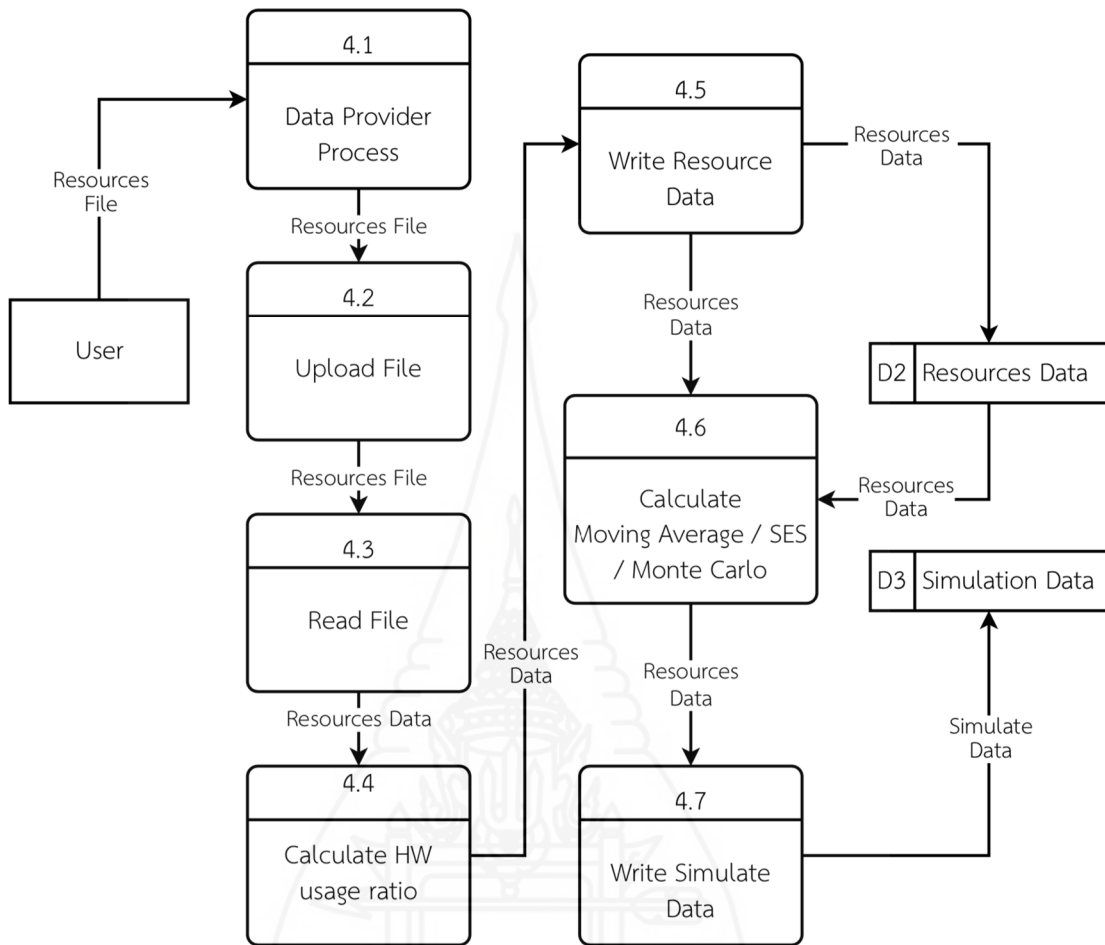 4.1
Data Provider
Process
Resources
File
Resources File
User
4.2
Upload File
Resources File
4.3
Read File
Resources Data
4.4
Calculate HW
usage ratio
Resources
Data
4.5
Write Resource
Data
Resources
Data
Resources
Data
D2 Resources Data
Resources
Data
4.6
Calculate
Moving Average / SES
/ Monte Carlo
Resources
Data
4.7
Write Simulate
Data
Simulate
Data
D3 Simulation Data